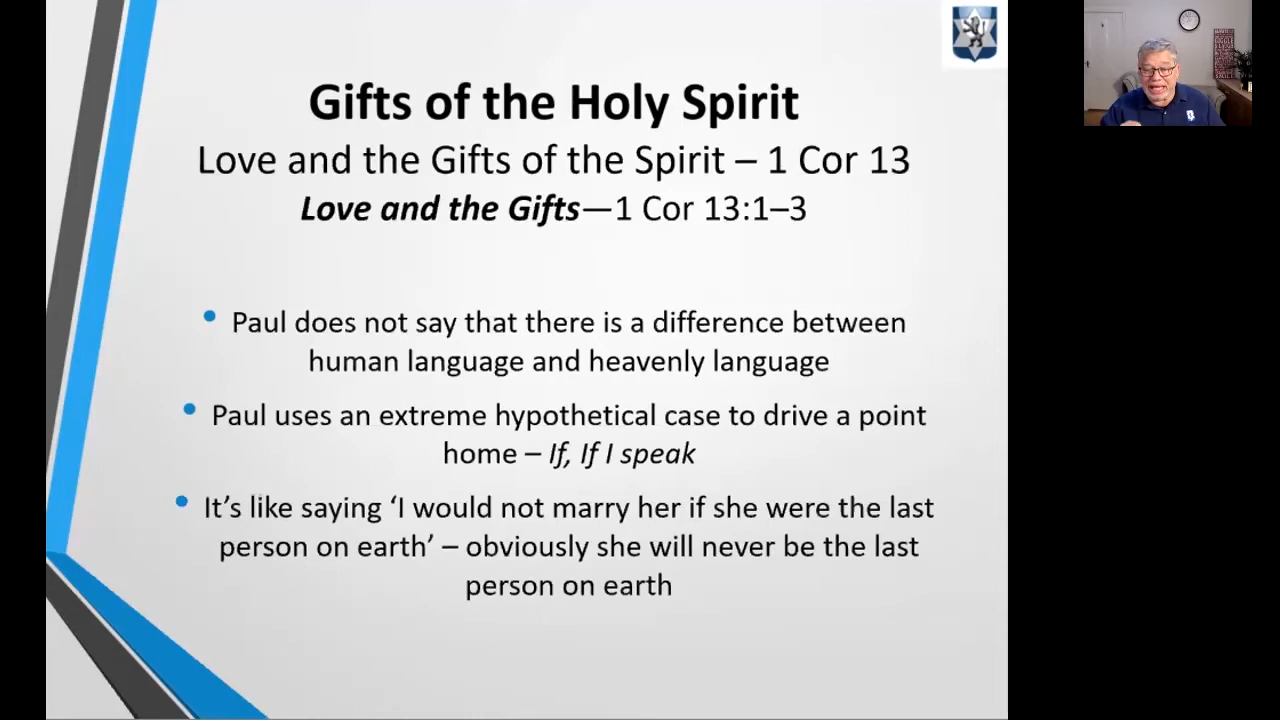 Gifts of the Holy Spirit
Love and the Gifts of the Spirit – 1 Cor 13
Love and the Gifts—1 Cor 13:1–3
• Paul does not say that there is a difference between
human language and heavenly language
• Paul uses an extreme hypothetical case to drive a point
home – If, If I speak
• It’s like saying ‘I would not marry her if she were the last
person on earth’ – obviously she will never be the last
person on earth